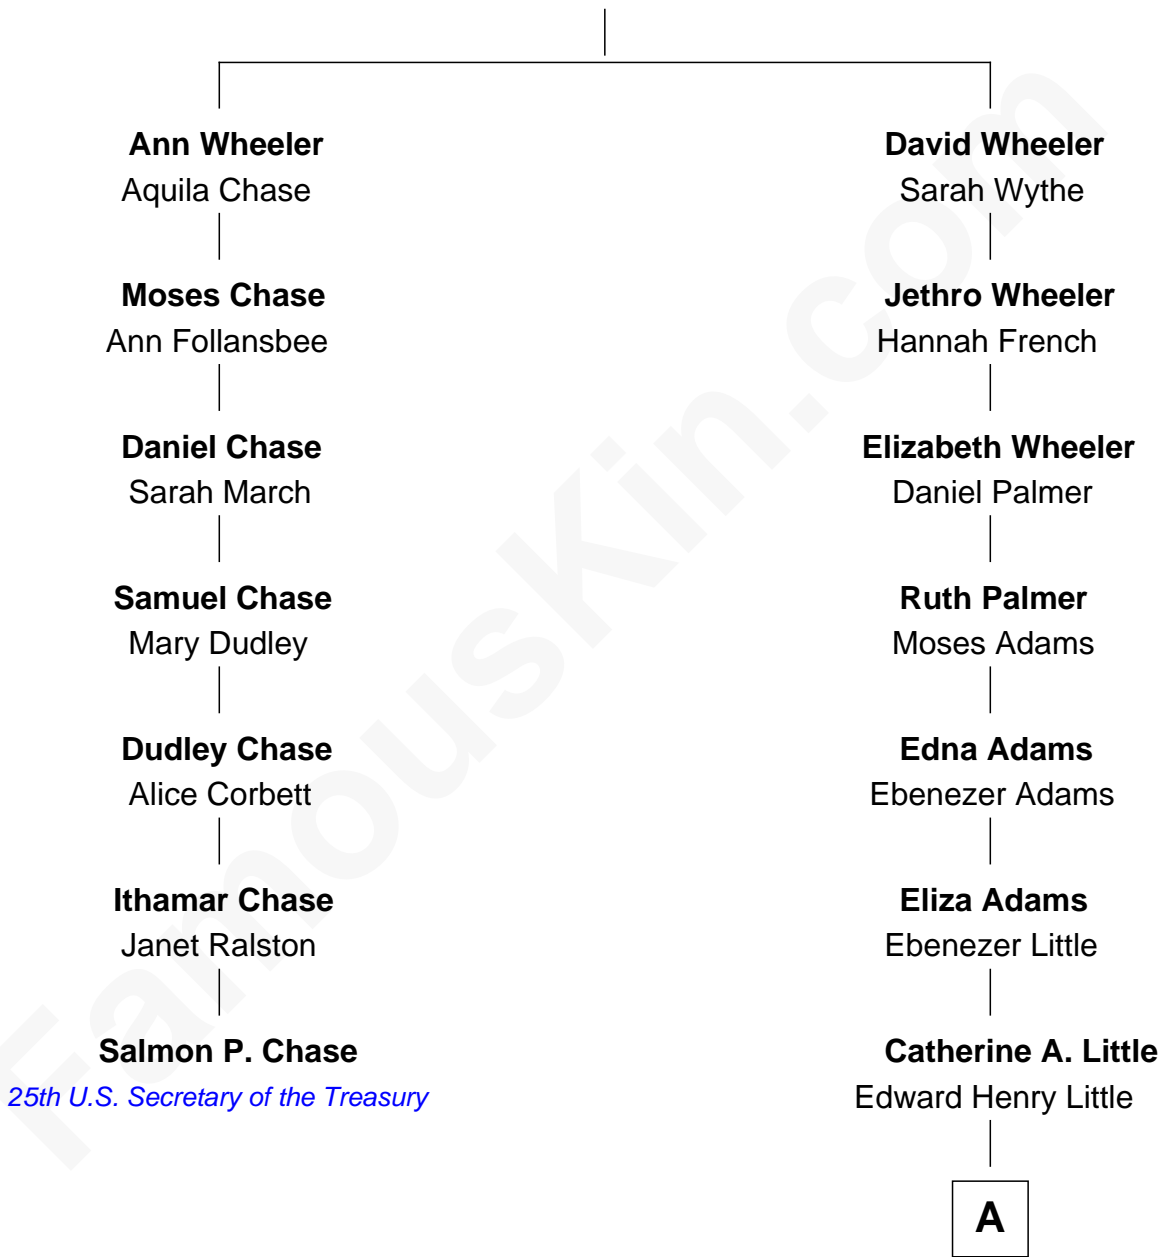 Ann Wheeler
Aquila Chase
Moses Chase
Ann Follansbee
Daniel Chase
Sarah March
Samuel Chase
Mary Dudley
Dudley Chase
Alice Corbett
Ithamar Chase
Janet Ralston
Salmon P. Chase
25th U.S. Secretary of the Treasury
David Wheeler
Sarah Wythe
Jethro Wheeler
Hannah French
Elizabeth Wheeler
Daniel Palmer
Ruth Palmer
Moses Adams
Edna Adams
Ebenezer Adams
Eliza Adams
Ebenezer Little
Catherine A. Little
Edward Henry Little
A
FamousKin.com